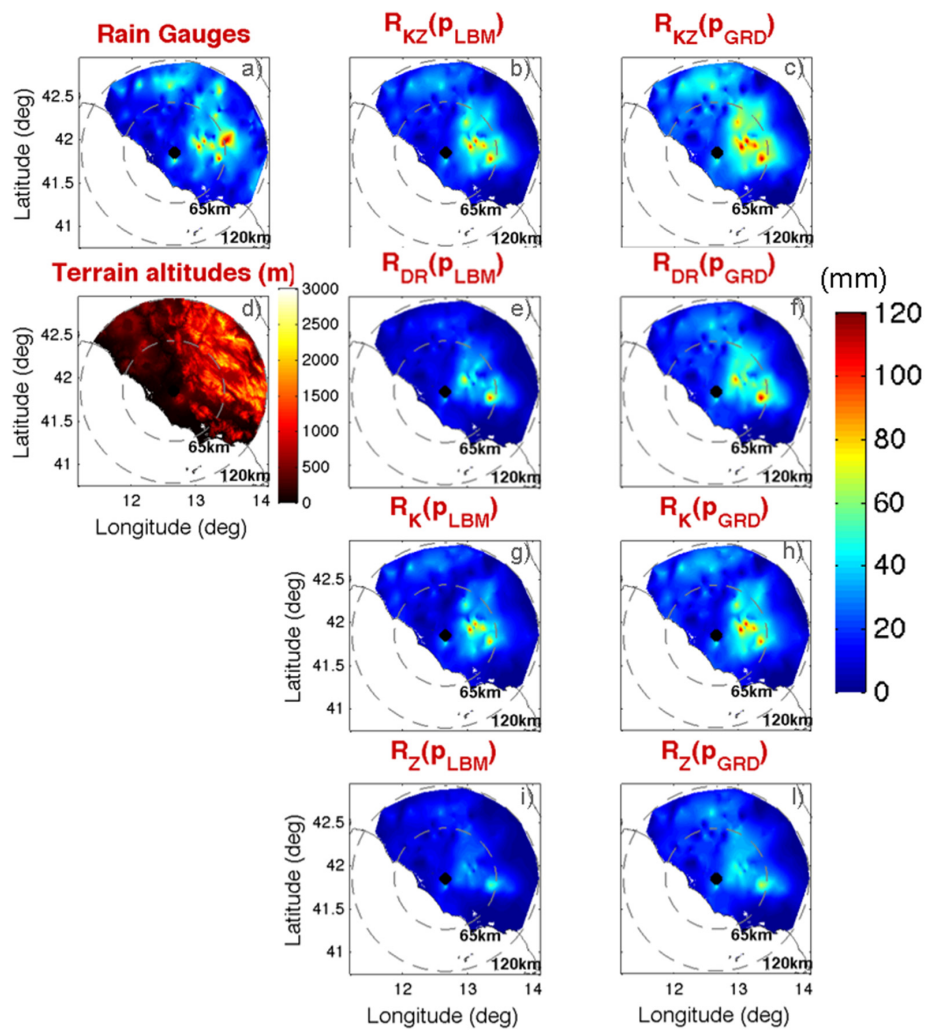 Rain Gauges
R_KZ(p_LBM)
R_KZ(p_GRD)
a)
b)
c)
42.5
42
41.5
41
Latitude (deg)
65km
120km
65km
120km
65km
120km
Terrain altitudes (m)
R_DR(p_LBM)
R_DR(p_GRD)
d)
e)
f)
3000
2500
2000
1500
1000
500
0
42.5
42
41.5
41
Latitude (deg)
65km
120km
65km
120km
65km
120km
12 13 14
Longitude (deg)
(mm)
120
100
80
60
40
20
0
R_K(p_LBM)
R_K(p_GRD)
g)
h)
42.5
42
41.5
41
Latitude (deg)
65km
120km
65km
120km
R_Z(p_LBM)
R_Z(p_GRD)
i)
l)
42.5
42
41.5
41
Latitude (deg)
65km
120km
65km
120km
12 13 14
12 13 14
Longitude (deg)
Longitude (deg)